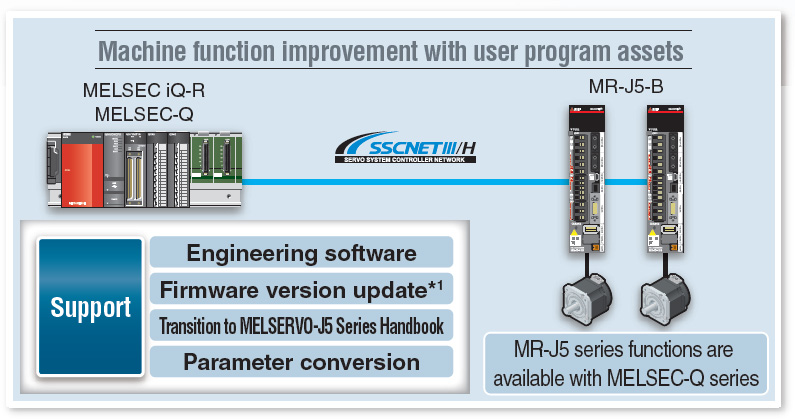 Machine function improvement with user program assets
MELSEC iQ-R
MELSEC-Q
MR-J5-B
SSCNETIII/H
SERVO SYSTEM CONTROLLER NETWORK
Support
Engineering software
Firmware version update*1
Transition to MELSERVO-J5 Series Handbook
Parameter conversion
MR-J5 series functions are
available with MELSEC-Q series